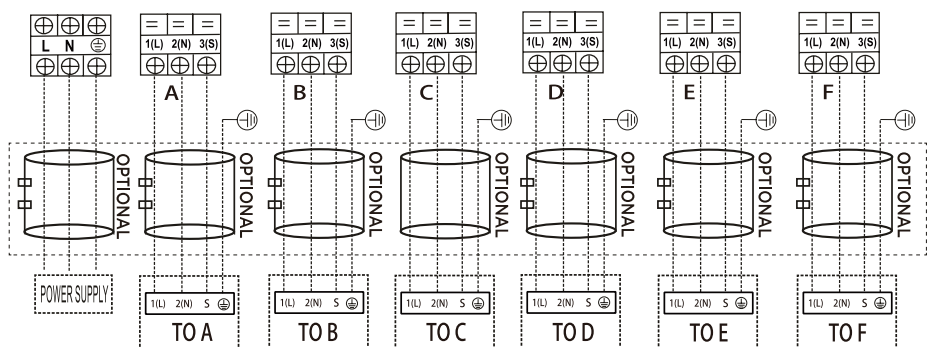 L N ⏚ 1(L) 2(N) 3(S) 1(L) 2(N) 3(S) 1(L) 2(N) 3(S) 1(L) 2(N) 3(S) 1(L) 2(N) 3(S) 1(L) 2(N) 3(S)
A B C D E F
OPTIONAL OPTIONAL OPTIONAL OPTIONAL OPTIONAL OPTIONAL OPTIONAL
POWER SUPPLY 1(L) 2(N) S ⏚ 1(L) 2(N) S ⏚ 1(L) 2(N) S ⏚ 1(L) 2(N) S ⏚ 1(L) 2(N) S ⏚ 1(L) 2(N) S ⏚
TO A TO B TO C TO D TO E TO F